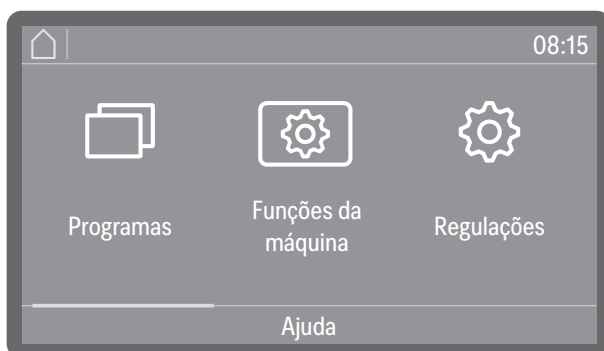 08:15
Programas
Funções da
máquina
Regulações
Ajuda